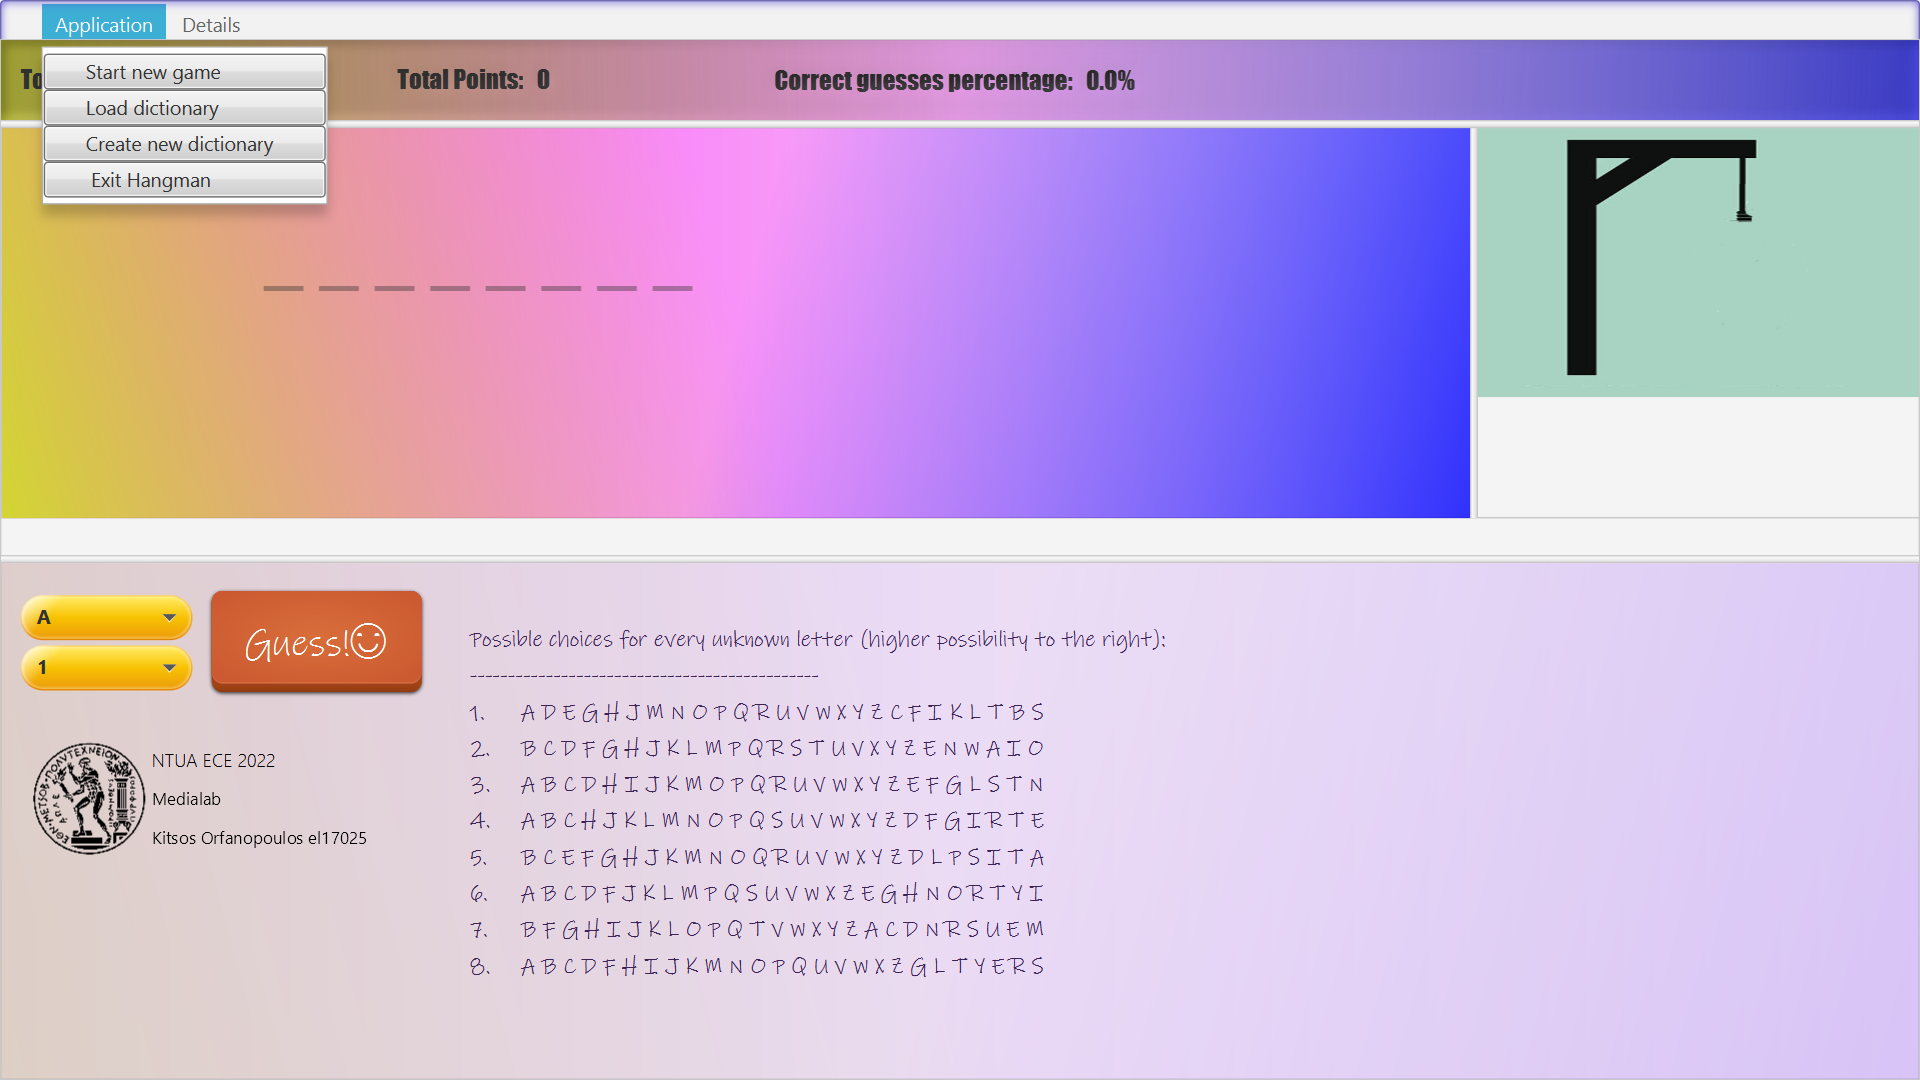 Application Details
Start new game
Load dictionary
Create new dictionary
Exit Hangman
To
Total Points: 0
Correct guesses percentage: 0.0%
A
1
Guess!☺
Possible choices for every unknown letter (higher possibility to the right):
----------------------------------------------
1. A D E G H J M N O P Q R U V W X Y Z C F I K L T B S
2. B C D F G H J K L M P Q R S T U V X Y Z E N W A I O
3. A B C D H I J K M O P Q R U V W X Y Z E F G L S T N
4. A B C H J K L M N O P Q S U V W X Y Z D F G I R T E
5. B C E F G H J K M N O Q R U V W X Y Z D L P S I T A
6. A B C D F J K L M P Q S U V W X Z E G H N O R T Y I
7. B F G H I J K L O P Q T V W X Y Z A C D N R S U E M
8. A B C D F H I J K M N O P Q U V W X Z G L T Y E R S
NTUA ECE 2022
Medialab
Kitsos Orfanopoulos el17025